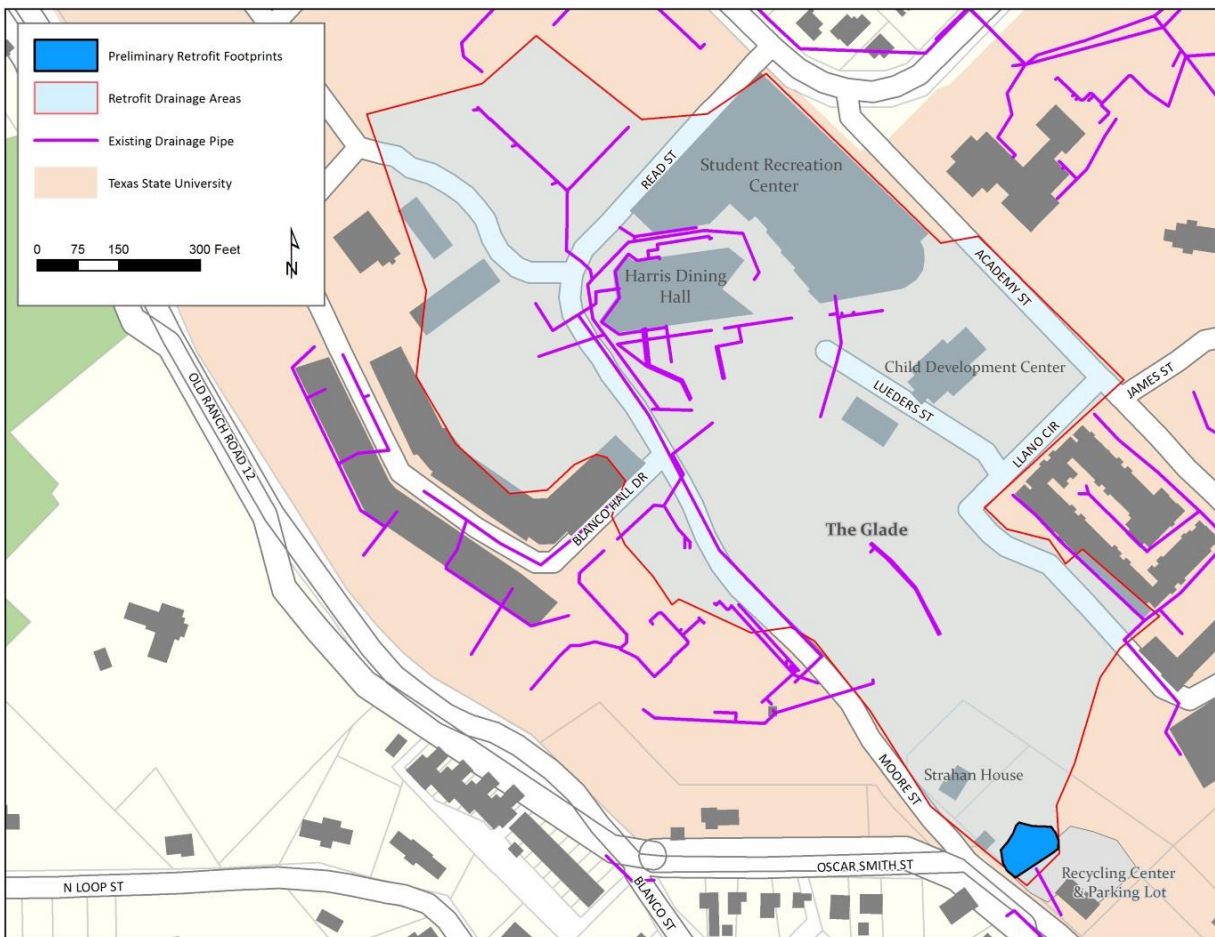 Preliminary Retrofit Footprints
Retrofit Drainage Areas
Existing Drainage Pipe
Texas State University
0 75 150 300 Feet
N
READ ST
Student Recreation
Center
Harris Dining
Hall
ACADEMY ST
Child Development Center
LUEDERS ST
JAMES ST
LLANO CIR
OLD RANCH ROAD 12
BLANCO HALL DR
The Glade
MOORE ST
Strahan House
OSCAR SMITH ST
Recycling Center
& Parking Lot
N LOOP ST
BLANCO ST